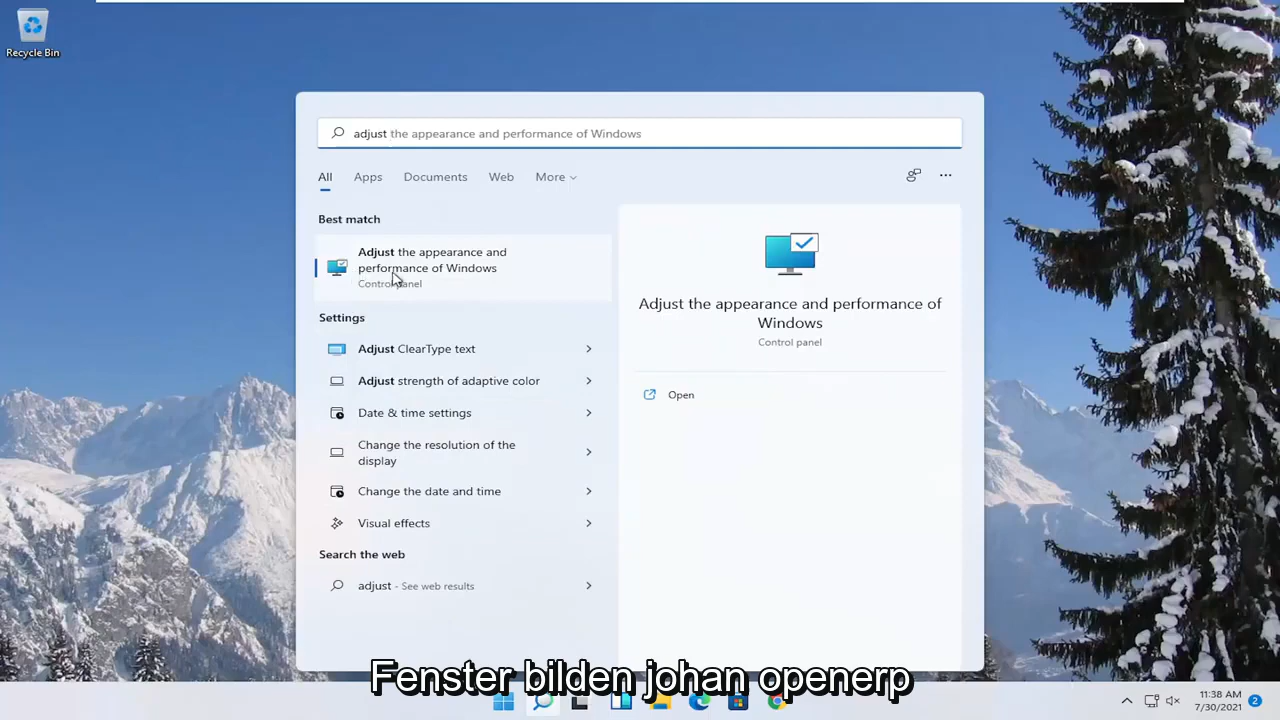 Recycle Bin
adjust the appearance and performance of Windows
All Apps Documents Web More
Best match
Adjust the appearance and
performance of Windows
Control panel
Settings
Adjust ClearType text
Adjust strength of adaptive color
Date & time settings
Change the resolution of the
display
Change the date and time
Visual effects
Search the web
adjust - See web results
Adjust the appearance and performance of
Windows
Control panel
Open
Fenster bilden johan openerp
11:38 AM
7/30/2021
2